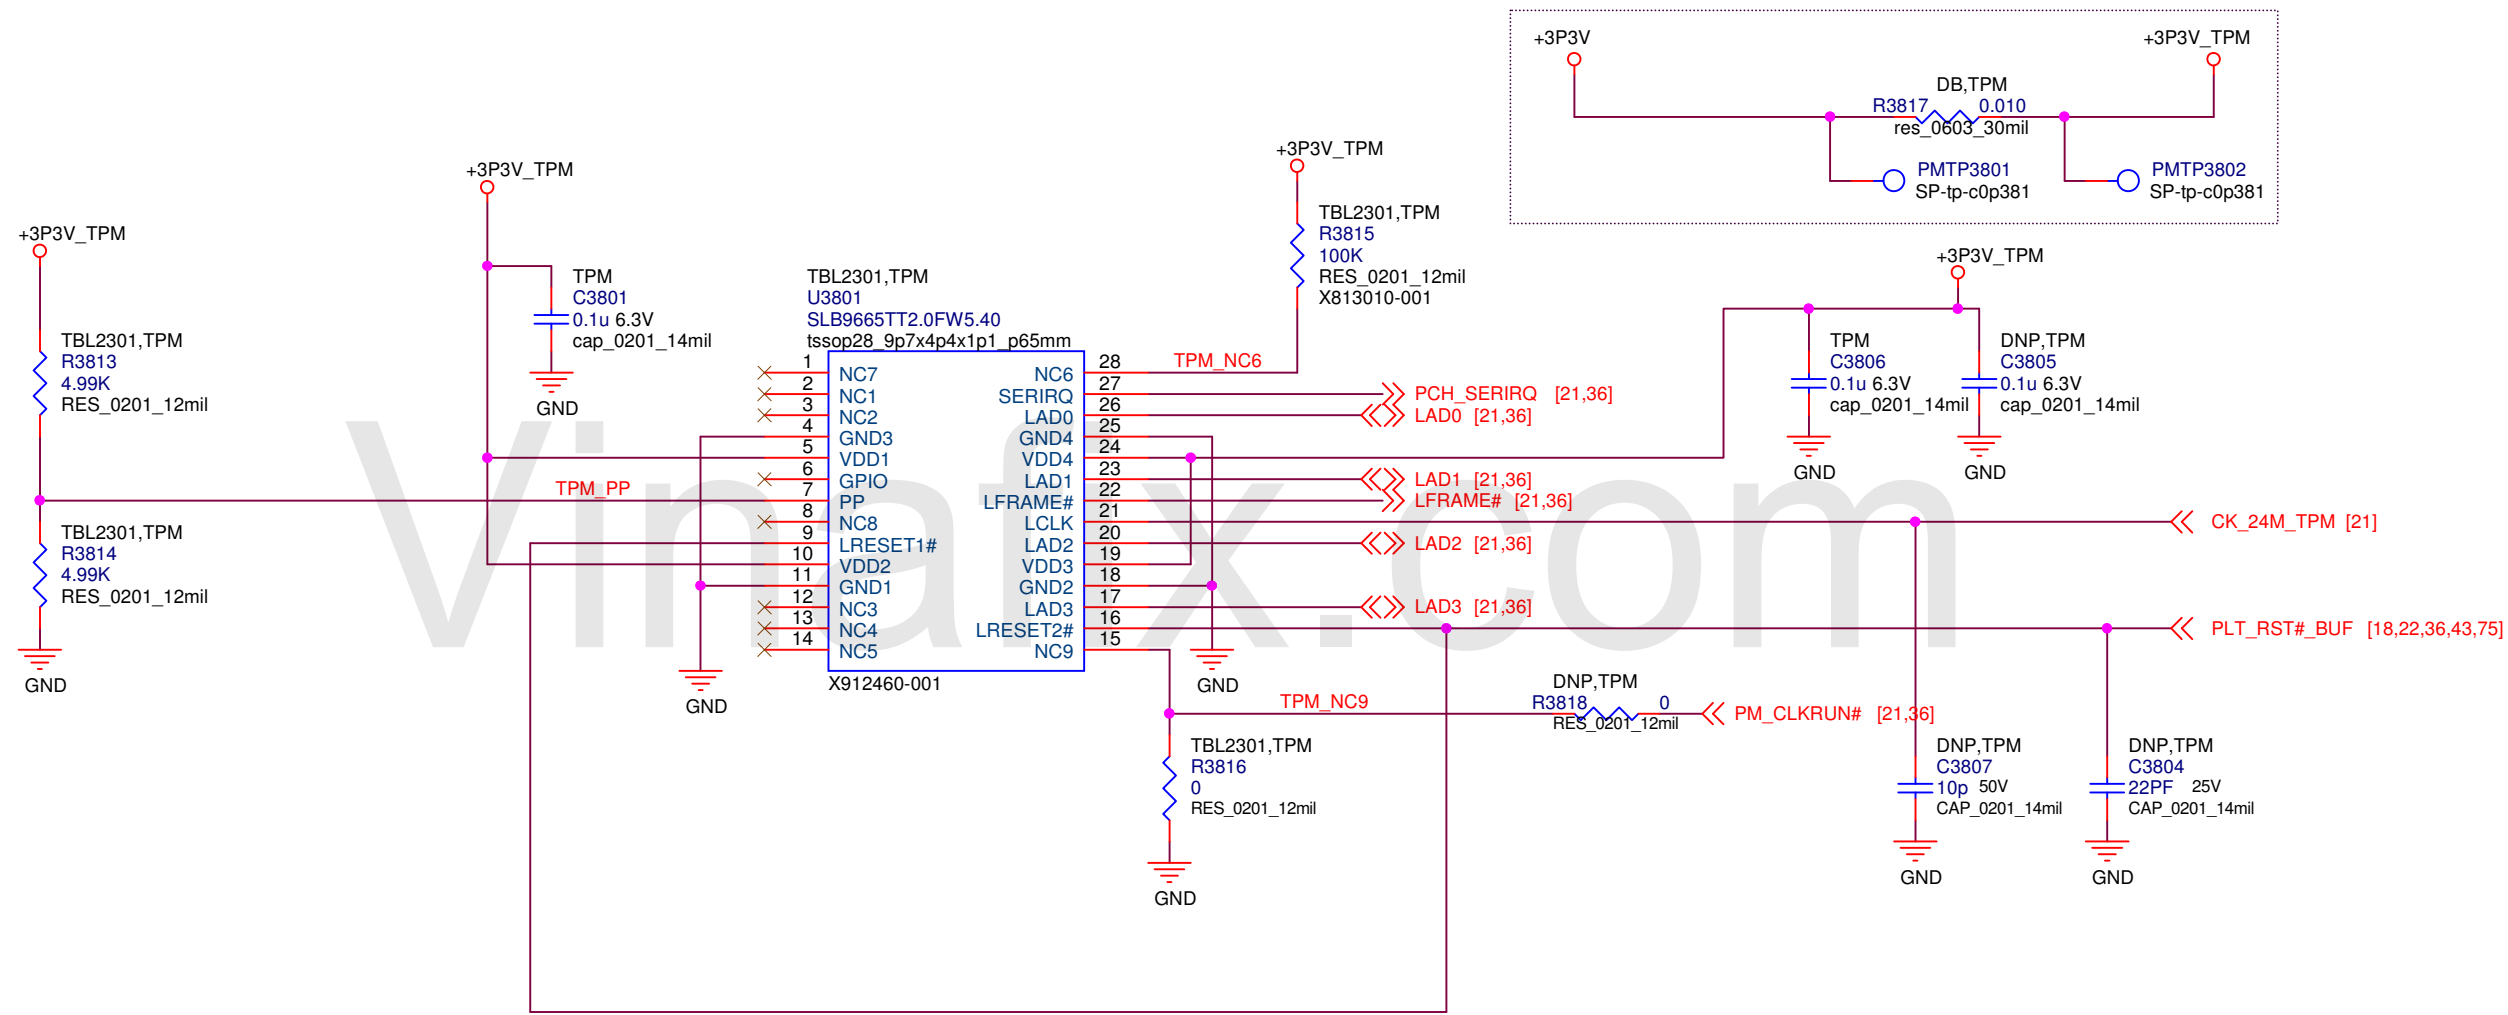 +3P3V
+3P3V_TPM
DB,TPM
R3817 0.010
res_0603_30mil
PMTP3801
SP-tp-c0p381
PMTP3802
SP-tp-c0p381
+3P3V_TPM
TBL2301,TPM
R3813
4.99K
RES_0201_12mil
TPM_PP
TBL2301,TPM
R3814
4.99K
RES_0201_12mil
GND
+3P3V_TPM
TPM
C3801
0.1u 6.3V
cap_0201_14mil
GND
TBL2301,TPM
U3801
SLB9665TT2.0FW5.40
tssop28_9p7x4p4x1p1_p65mm
1 NC7
2 NC1
3 NC2
4 GND3
5 VDD1
6 GPIO
7 PP
8 NC8
9 LRESET1#
10 VDD2
11 GND1
12 NC3
13 NC4
14 NC5
NC6 28
SERIRQ 27
LAD0 26
GND4 25
VDD4 24
LAD1 23
LFRAME# 22
LCLK 21
LAD2 20
VDD3 19
GND2 18
LAD3 17
LRESET2# 16
NC9 15
X912460-001
GND
GND
+3P3V_TPM
TBL2301,TPM
R3815
100K
RES_0201_12mil
X813010-001
TPM_NC6
PCH_SERIRQ [21,36]
LAD0 [21,36]
LAD1 [21,36]
LFRAME# [21,36]
LAD2 [21,36]
LAD3 [21,36]
+3P3V_TPM
TPM
C3806
0.1u 6.3V
cap_0201_14mil
GND
DNP,TPM
C3805
0.1u 6.3V
cap_0201_14mil
GND
CK_24M_TPM [21]
PLT_RST#_BUF [18,22,36,43,75]
TPM_NC9
DNP,TPM
R3818 0
RES_0201_12mil
PM_CLKRUN# [21,36]
TBL2301,TPM
R3816
0
RES_0201_12mil
GND
DNP,TPM
C3807
10p 50V
CAP_0201_14mil
GND
DNP,TPM
C3804
22PF 25V
CAP_0201_14mil
GND
Vinafix.com